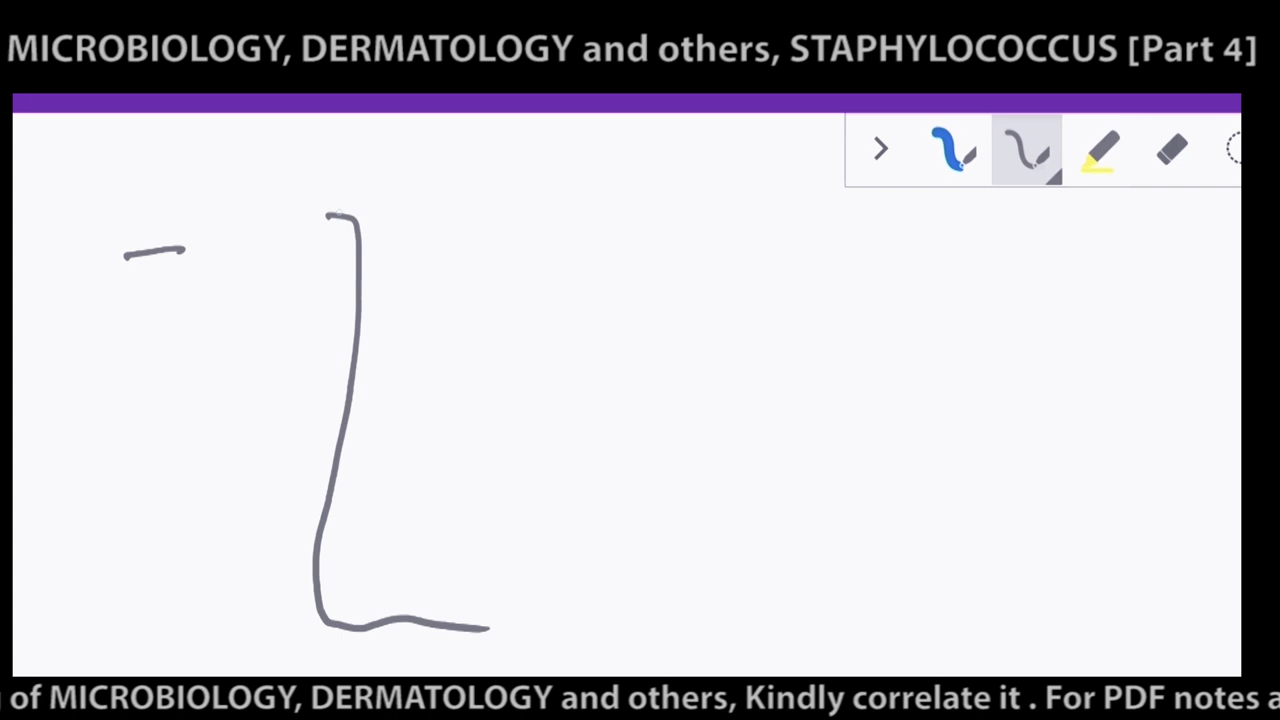 MICROBIOLOGY, DERMATOLOGY and others, STAPHYLOCOCCUS [Part 4]
of MICROBIOLOGY, DERMATOLOGY and others, Kindly correlate it . For PDF notes